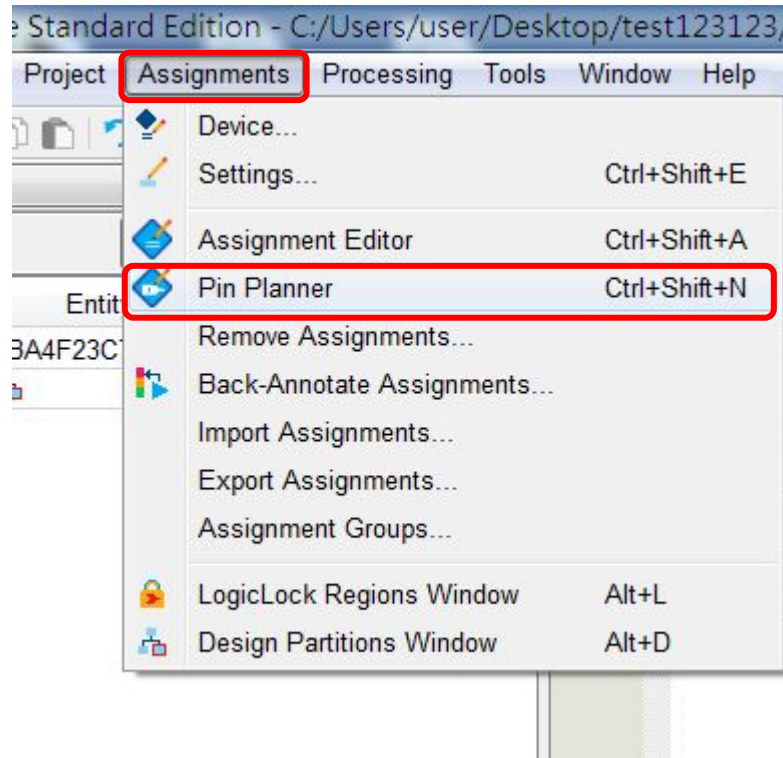 e Standard Edition - C:/Users/user/Desktop/test123123/
Project Assignments Processing Tools Window Help
Device...
Settings... Ctrl+Shift+E
Assignment Editor Ctrl+Shift+A
Pin Planner Ctrl+Shift+N
Entit
BA4F23C
Remove Assignments...
Back-Annotate Assignments...
Import Assignments...
Export Assignments...
Assignment Groups...
LogicLock Regions Window Alt+L
Design Partitions Window Alt+D